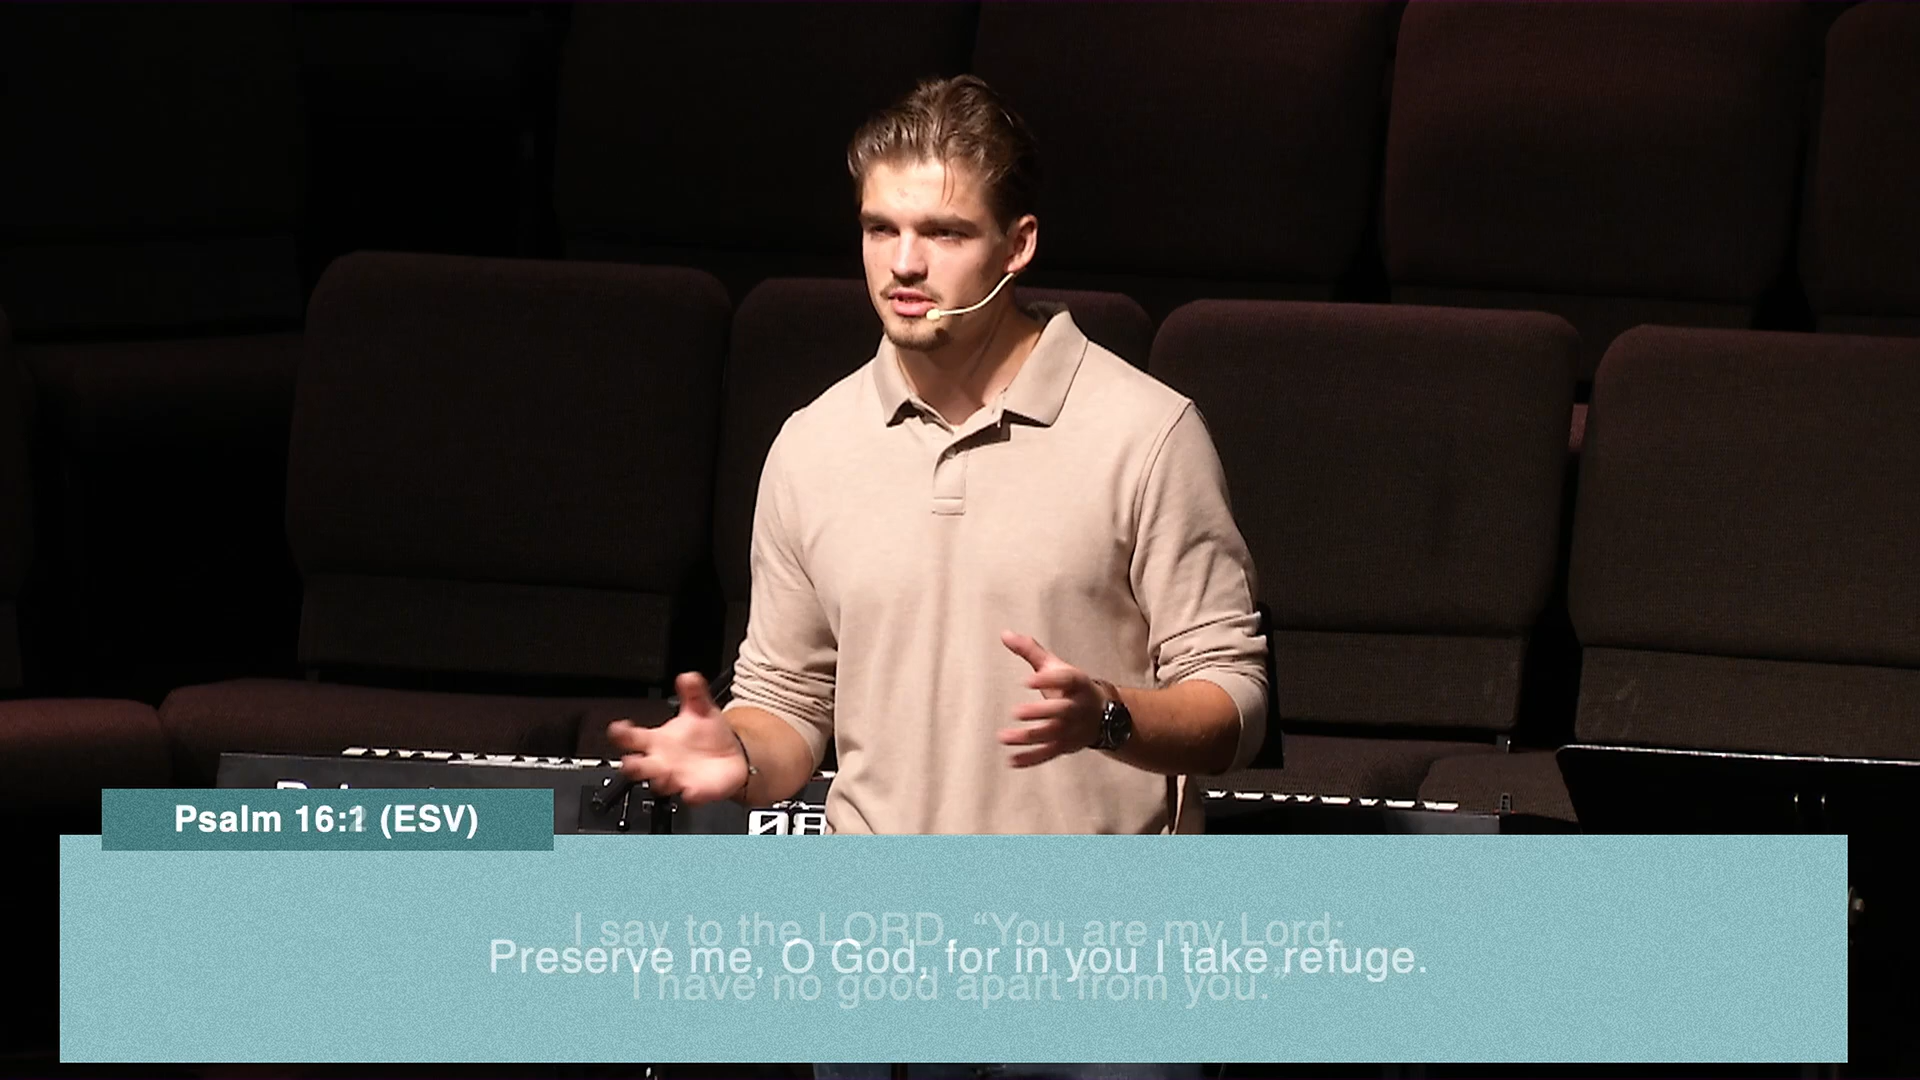 Psalm 16:1 (ESV)
I say to the LORD, “You are my Lord;
Preserve me, O God, for in you I take refuge.
I have no good apart from you.”
08